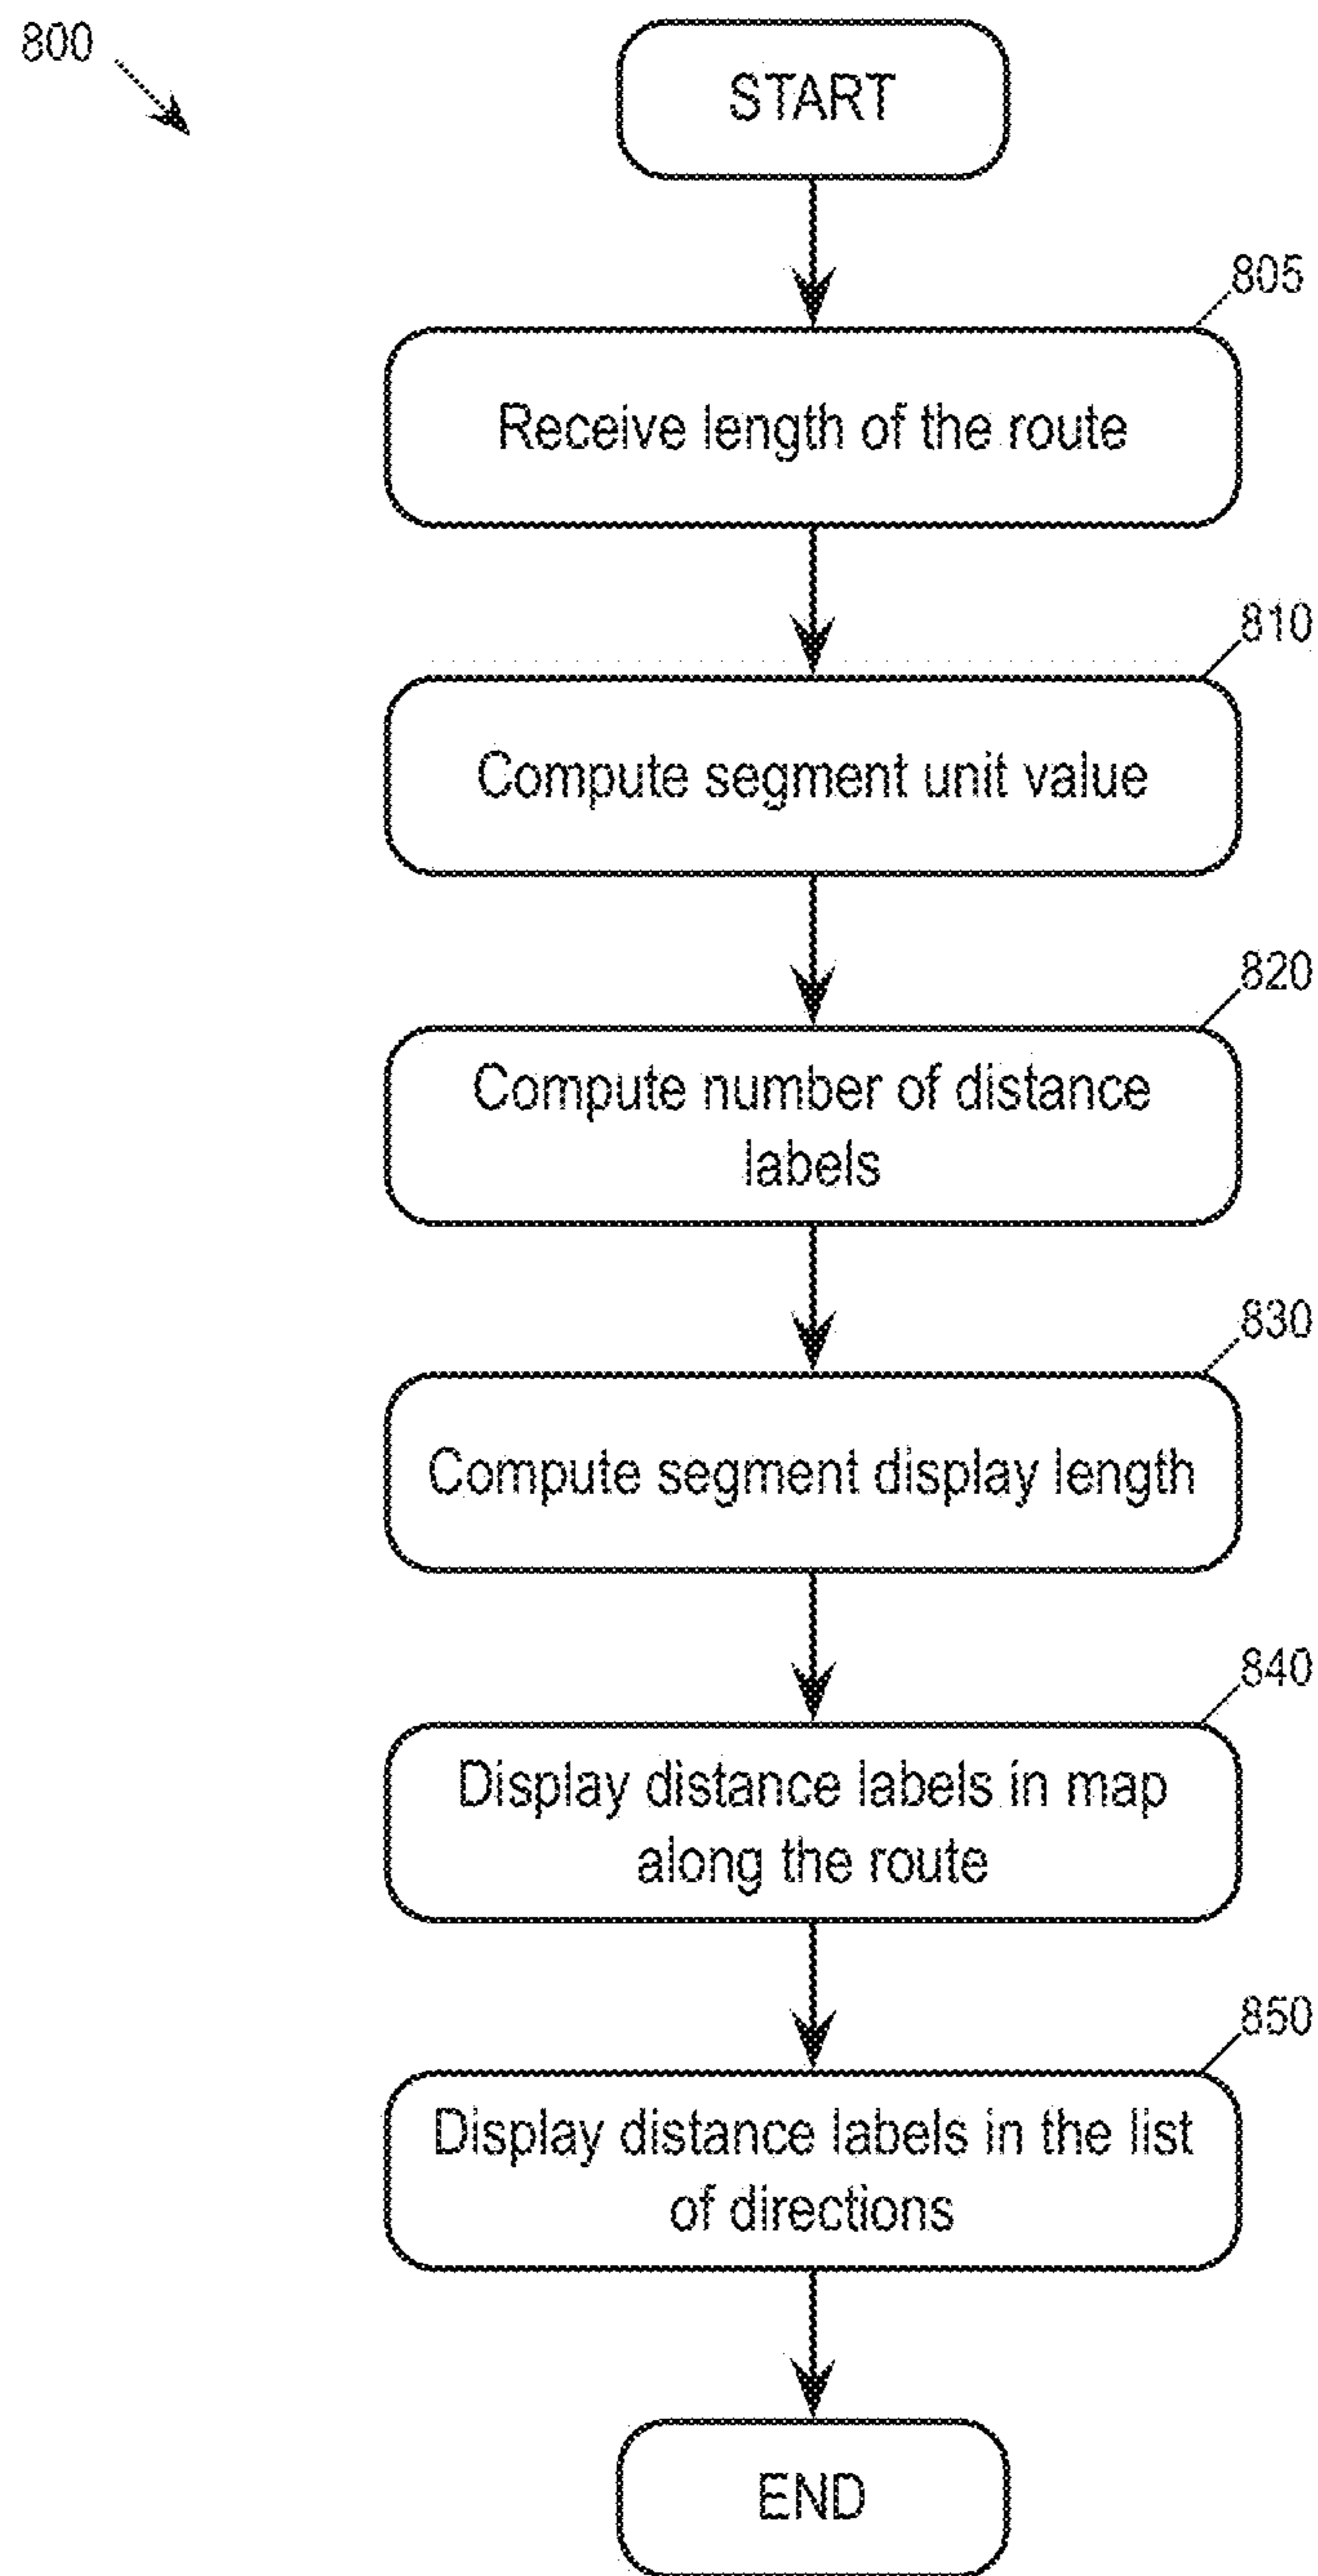 800
START
805
Receive length of the route
810
Compute segment unit value
820
Compute number of distance
labels
830
Compute segment display length
840
Display distance labels in map
along the route
850
Display distance labels in the list
of directions
END